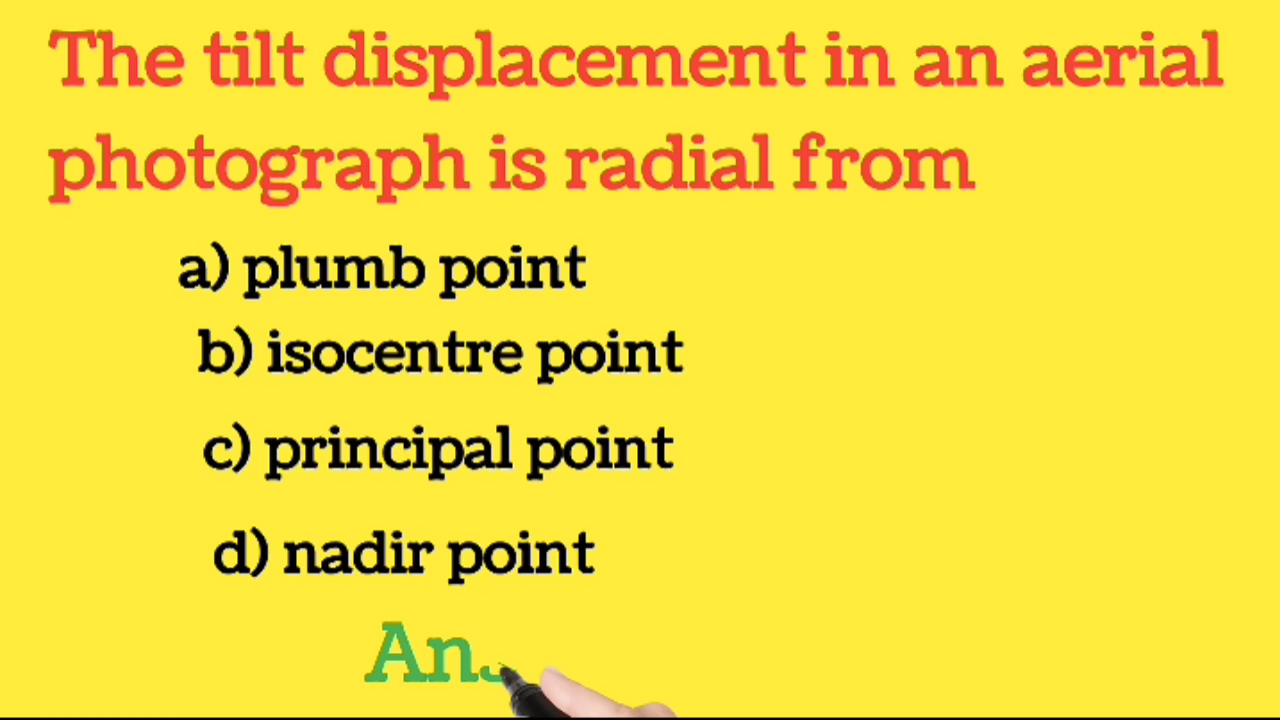 The tilt displacement in an aerial
photograph is radial from
a) plumb point
b) isocentre point
c) principal point
d) nadir point
An